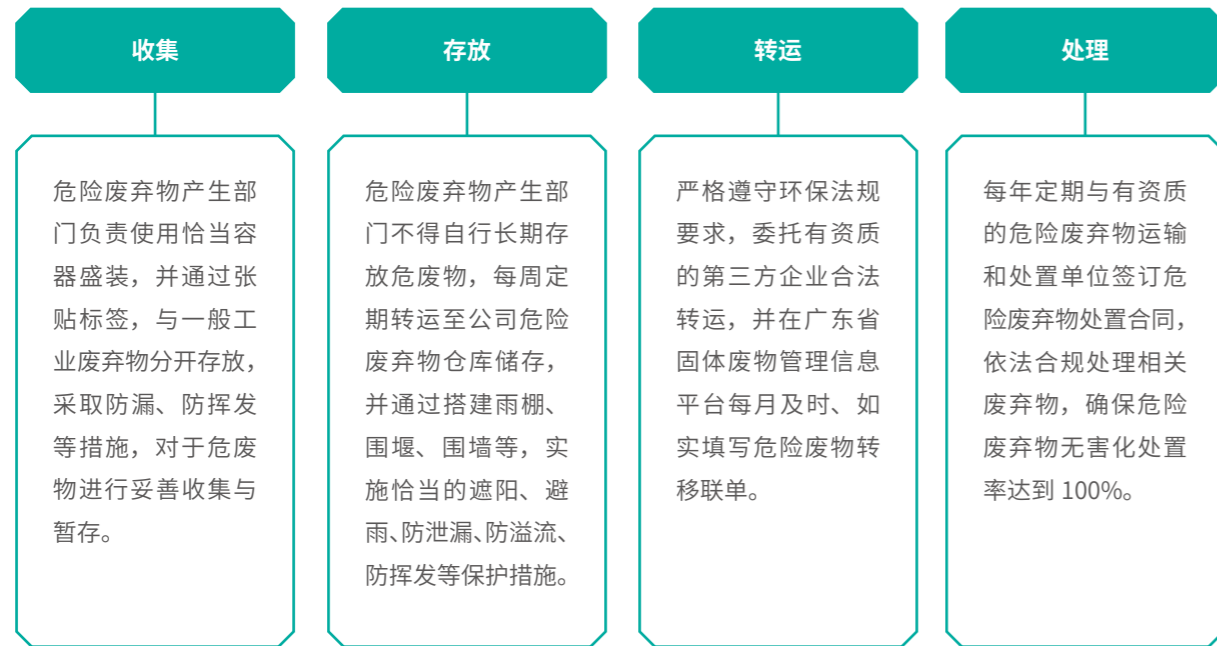 收集
危险废弃物产生部
门负责使用恰当容
器盛装，并通过张
贴标签，与一般工
业废弃物分开存放，
采取防漏、防挥发
等措施，对于危废
物进行妥善收集与
暂存。
存放
危险废弃物产生部
门不得自行长期存
放危废物，每周定
期转运至公司危险
废弃物仓库储存，
并通过搭建雨棚、
围堰、围墙等，实
施恰当的遮阳、避
雨、防泄漏、防溢流、
防挥发等保护措施。
转运
严格遵守环保法规
要求，委托有资质
的第三方企业合法
转运，并在广东省
固体废物管理信息
平台每月及时、如
实填写危险废物转
移联单。
处理
每年定期与有资质
的危险废弃物运输
和处置单位签订危
险废弃物处置合同，
依法合规处理相关
废弃物，确保危险
废弃物无害化处置
率达到 100%。